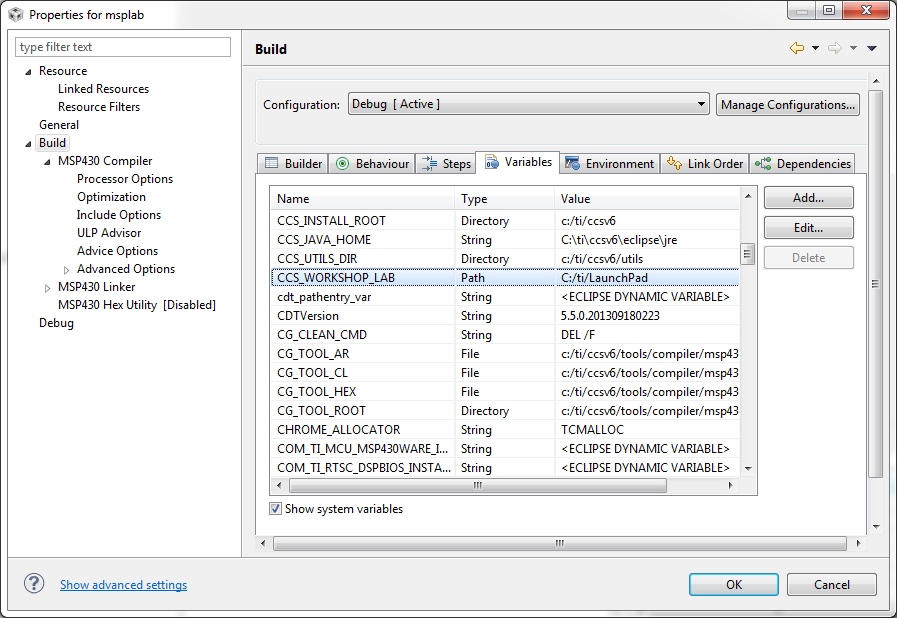 Properties for msplab
type filter text
Resource
Linked Resources
Resource Filters
General
Build
MSP430 Compiler
Processor Options
Optimization
Include Options
ULP Advisor
Advice Options
Advanced Options
MSP430 Linker
MSP430 Hex Utility [Disabled]
Debug
Build
Configuration: Debug [ Active ] Manage Configurations...
Builder Behaviour Steps Variables Environment Link Order Dependencies
Name Type Value
CCS_INSTALL_ROOT Directory c:/ti/ccsv6
CCS_JAVA_HOME String C:\ti\ccsv6\eclipse\jre
CCS_UTILS_DIR Directory c:/ti/ccsv6/utils
CCS_WORKSHOP_LAB Path C:/ti/LaunchPad
cdt_pathentry_var String <ECLIPSE DYNAMIC VARIABLE>
CDTVersion String 5.5.0.201309180223
CG_CLEAN_CMD String DEL /F
CG_TOOL_AR File c:/ti/ccsv6/tools/compiler/msp43
CG_TOOL_CL File c:/ti/ccsv6/tools/compiler/msp43
CG_TOOL_HEX File c:/ti/ccsv6/tools/compiler/msp43
CG_TOOL_ROOT Directory c:/ti/ccsv6/tools/compiler/msp43
CHROME_ALLOCATOR String TCMALLOC
COM_TI_MCU_MSP430WARE_I... String <ECLIPSE DYNAMIC VARIABLE>
COM_TI_RTSC_DSPBIOS_INSTA... String <ECLIPSE DYNAMIC VARIABLE>
Add...
Edit...
Delete
Show system variables
? Show advanced settings
OK Cancel